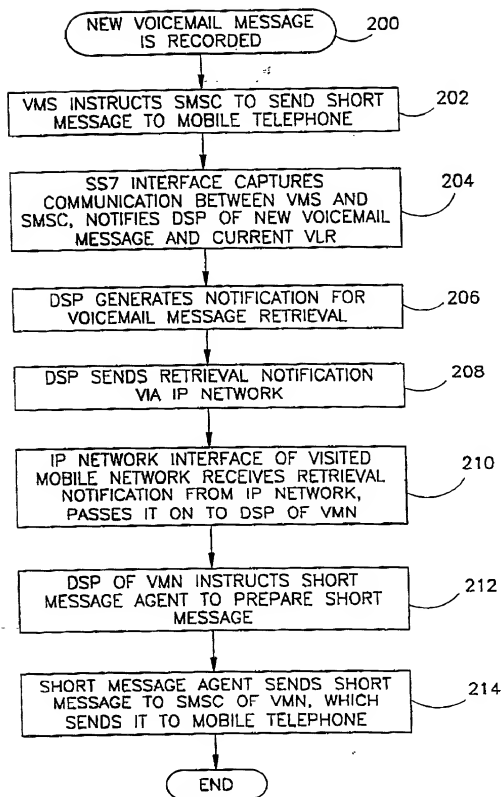 NEW VOICEMAIL MESSAGE
IS RECORDED
200
VMS INSTRUCTS SMSC TO SEND SHORT
MESSAGE TO MOBILE TELEPHONE
202
SS7 INTERFACE CAPTURES
COMMUNICATION BETWEEN VMS AND
SMSC, NOTIFIES DSP OF NEW VOICEMAIL
MESSAGE AND CURRENT VLR
204
DSP GENERATES NOTIFICATION FOR
VOICEMAIL MESSAGE RETRIEVAL
206
DSP SENDS RETRIEVAL NOTIFICATION
VIA IP NETWORK
208
IP NETWORK INTERFACE OF VISITED
MOBILE NETWORK RECEIVES RETRIEVAL
NOTIFICATION FROM IP NETWORK,
PASSES IT ON TO DSP OF VMN
210
DSP OF VMN INSTRUCTS SHORT
MESSAGE AGENT TO PREPARE SHORT
MESSAGE
212
SHORT MESSAGE AGENT SENDS SHORT
MESSAGE TO SMSC OF VMN, WHICH
SENDS IT TO MOBILE TELEPHONE
214
END